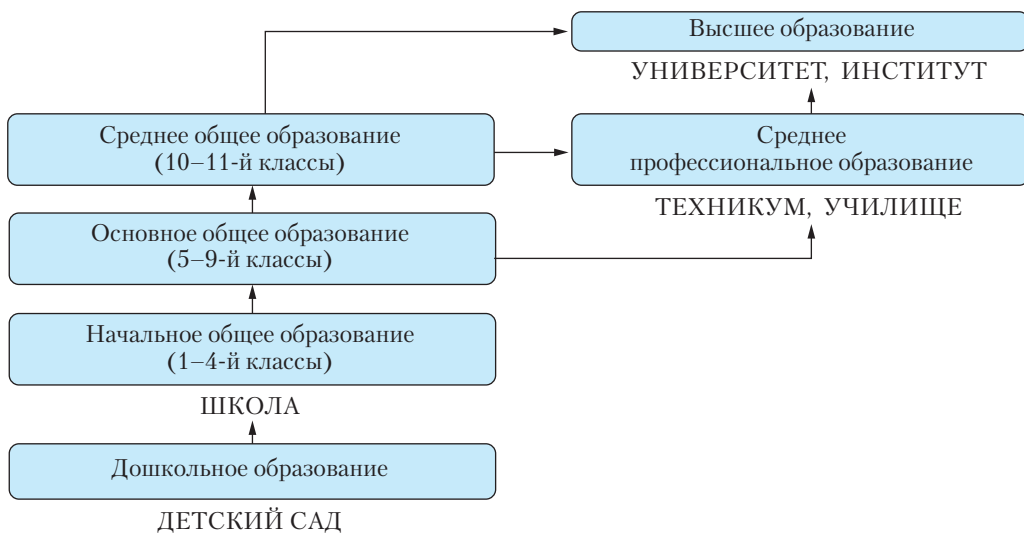 Высшее образование
УНИВЕРСИТЕТ, ИНСТИТУТ
Среднее общее образование
(10–11-й классы)
Среднее
профессиональное образование
ТЕХНИКУМ, УЧИЛИЩЕ
Основное общее образование
(5–9-й классы)
Начальное общее образование
(1–4-й классы)
ШКОЛА
Дошкольное образование
ДЕТСКИЙ САД